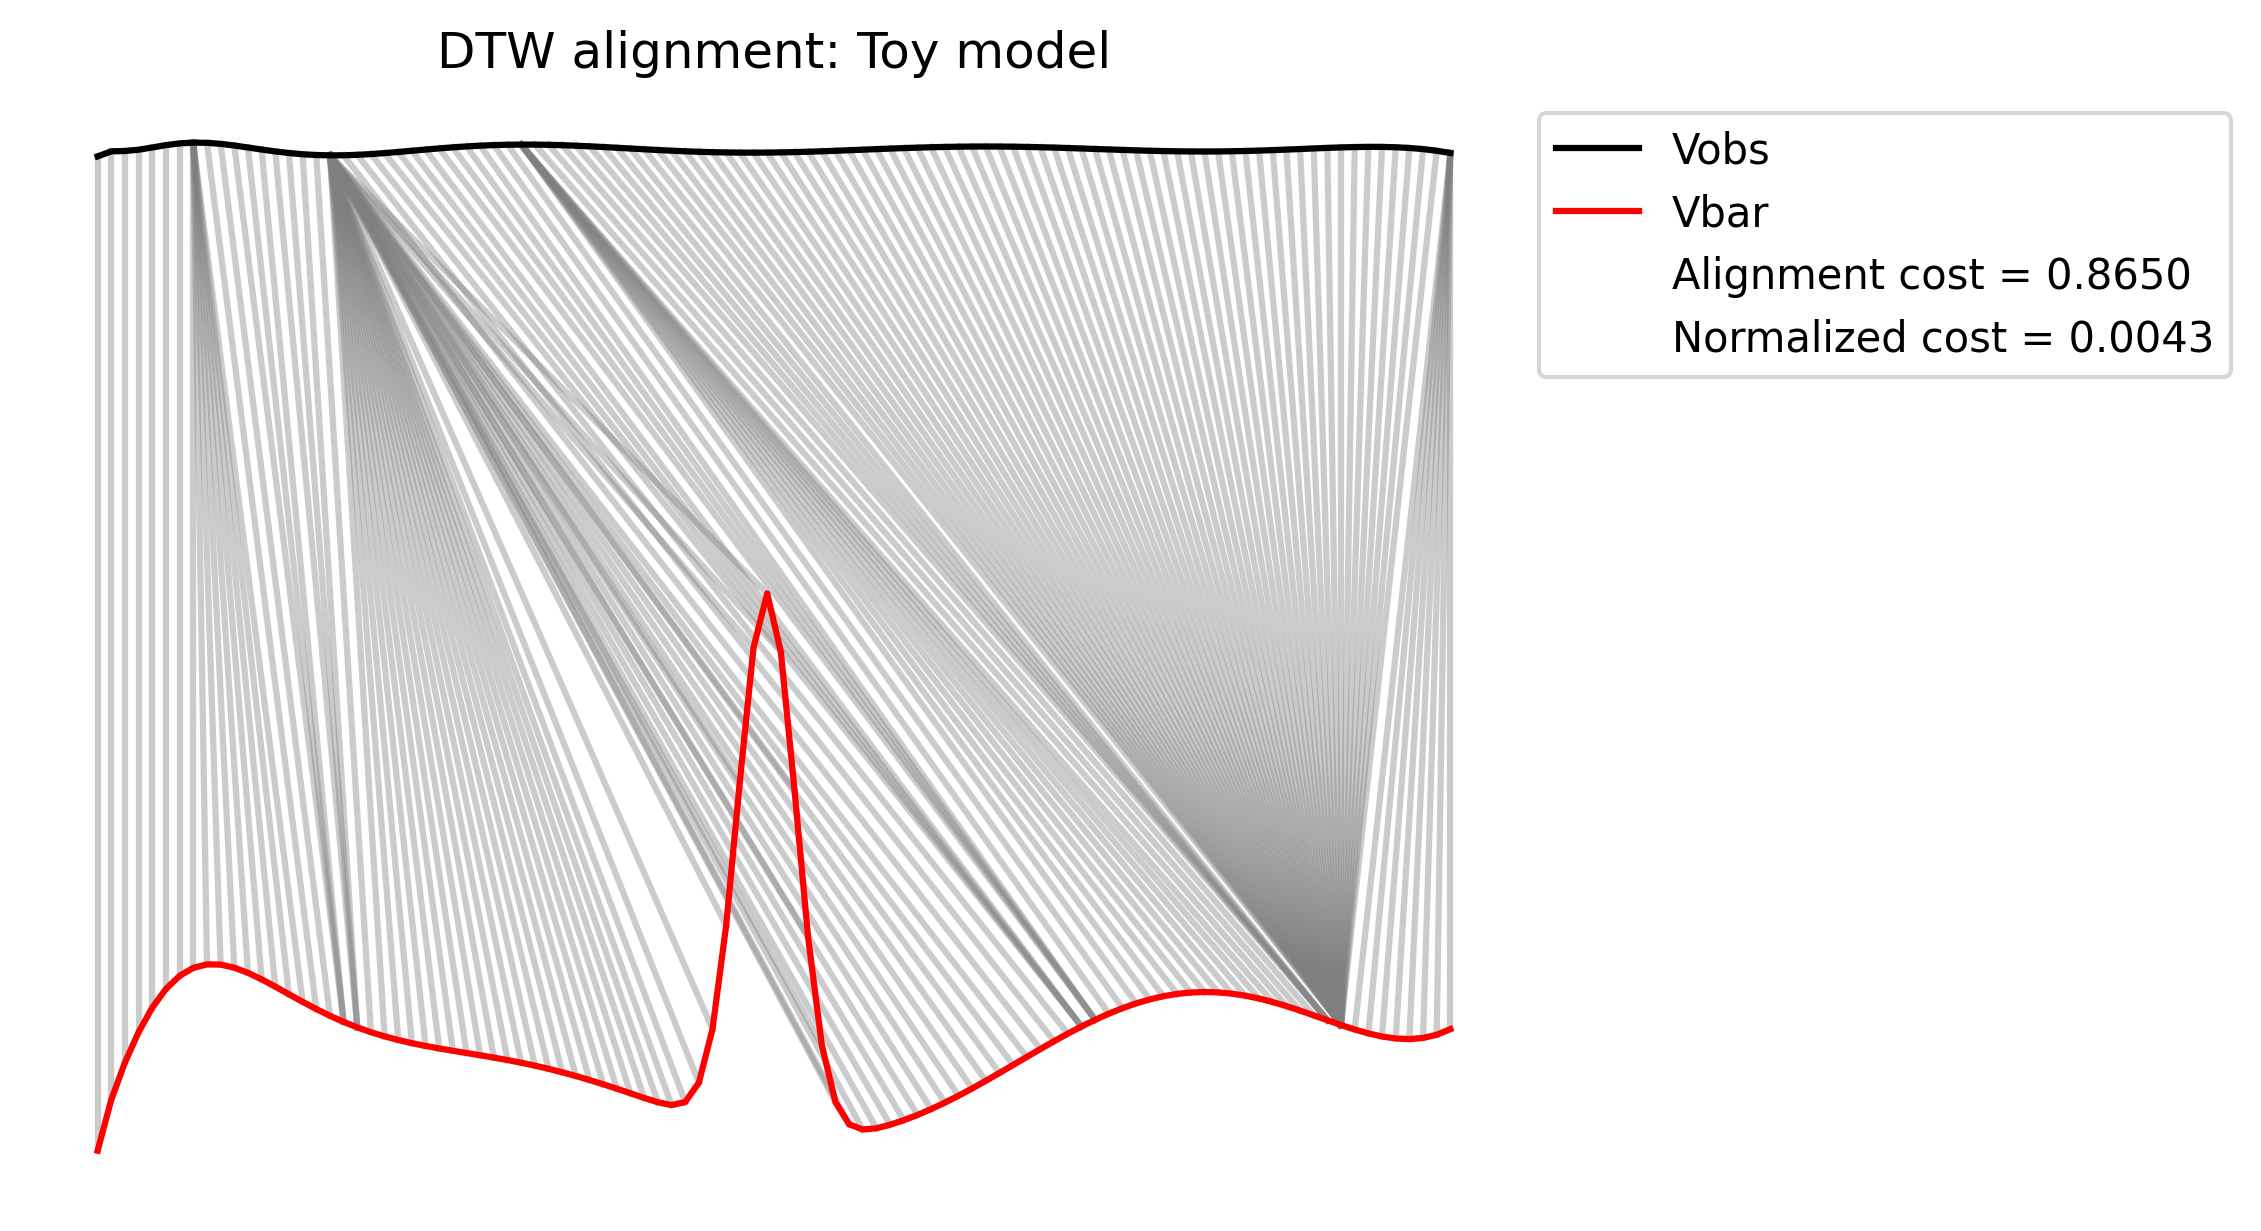 DTW alignment: Toy model
Vobs
Vbar
Alignment cost = 0.8650
Normalized cost = 0.0043